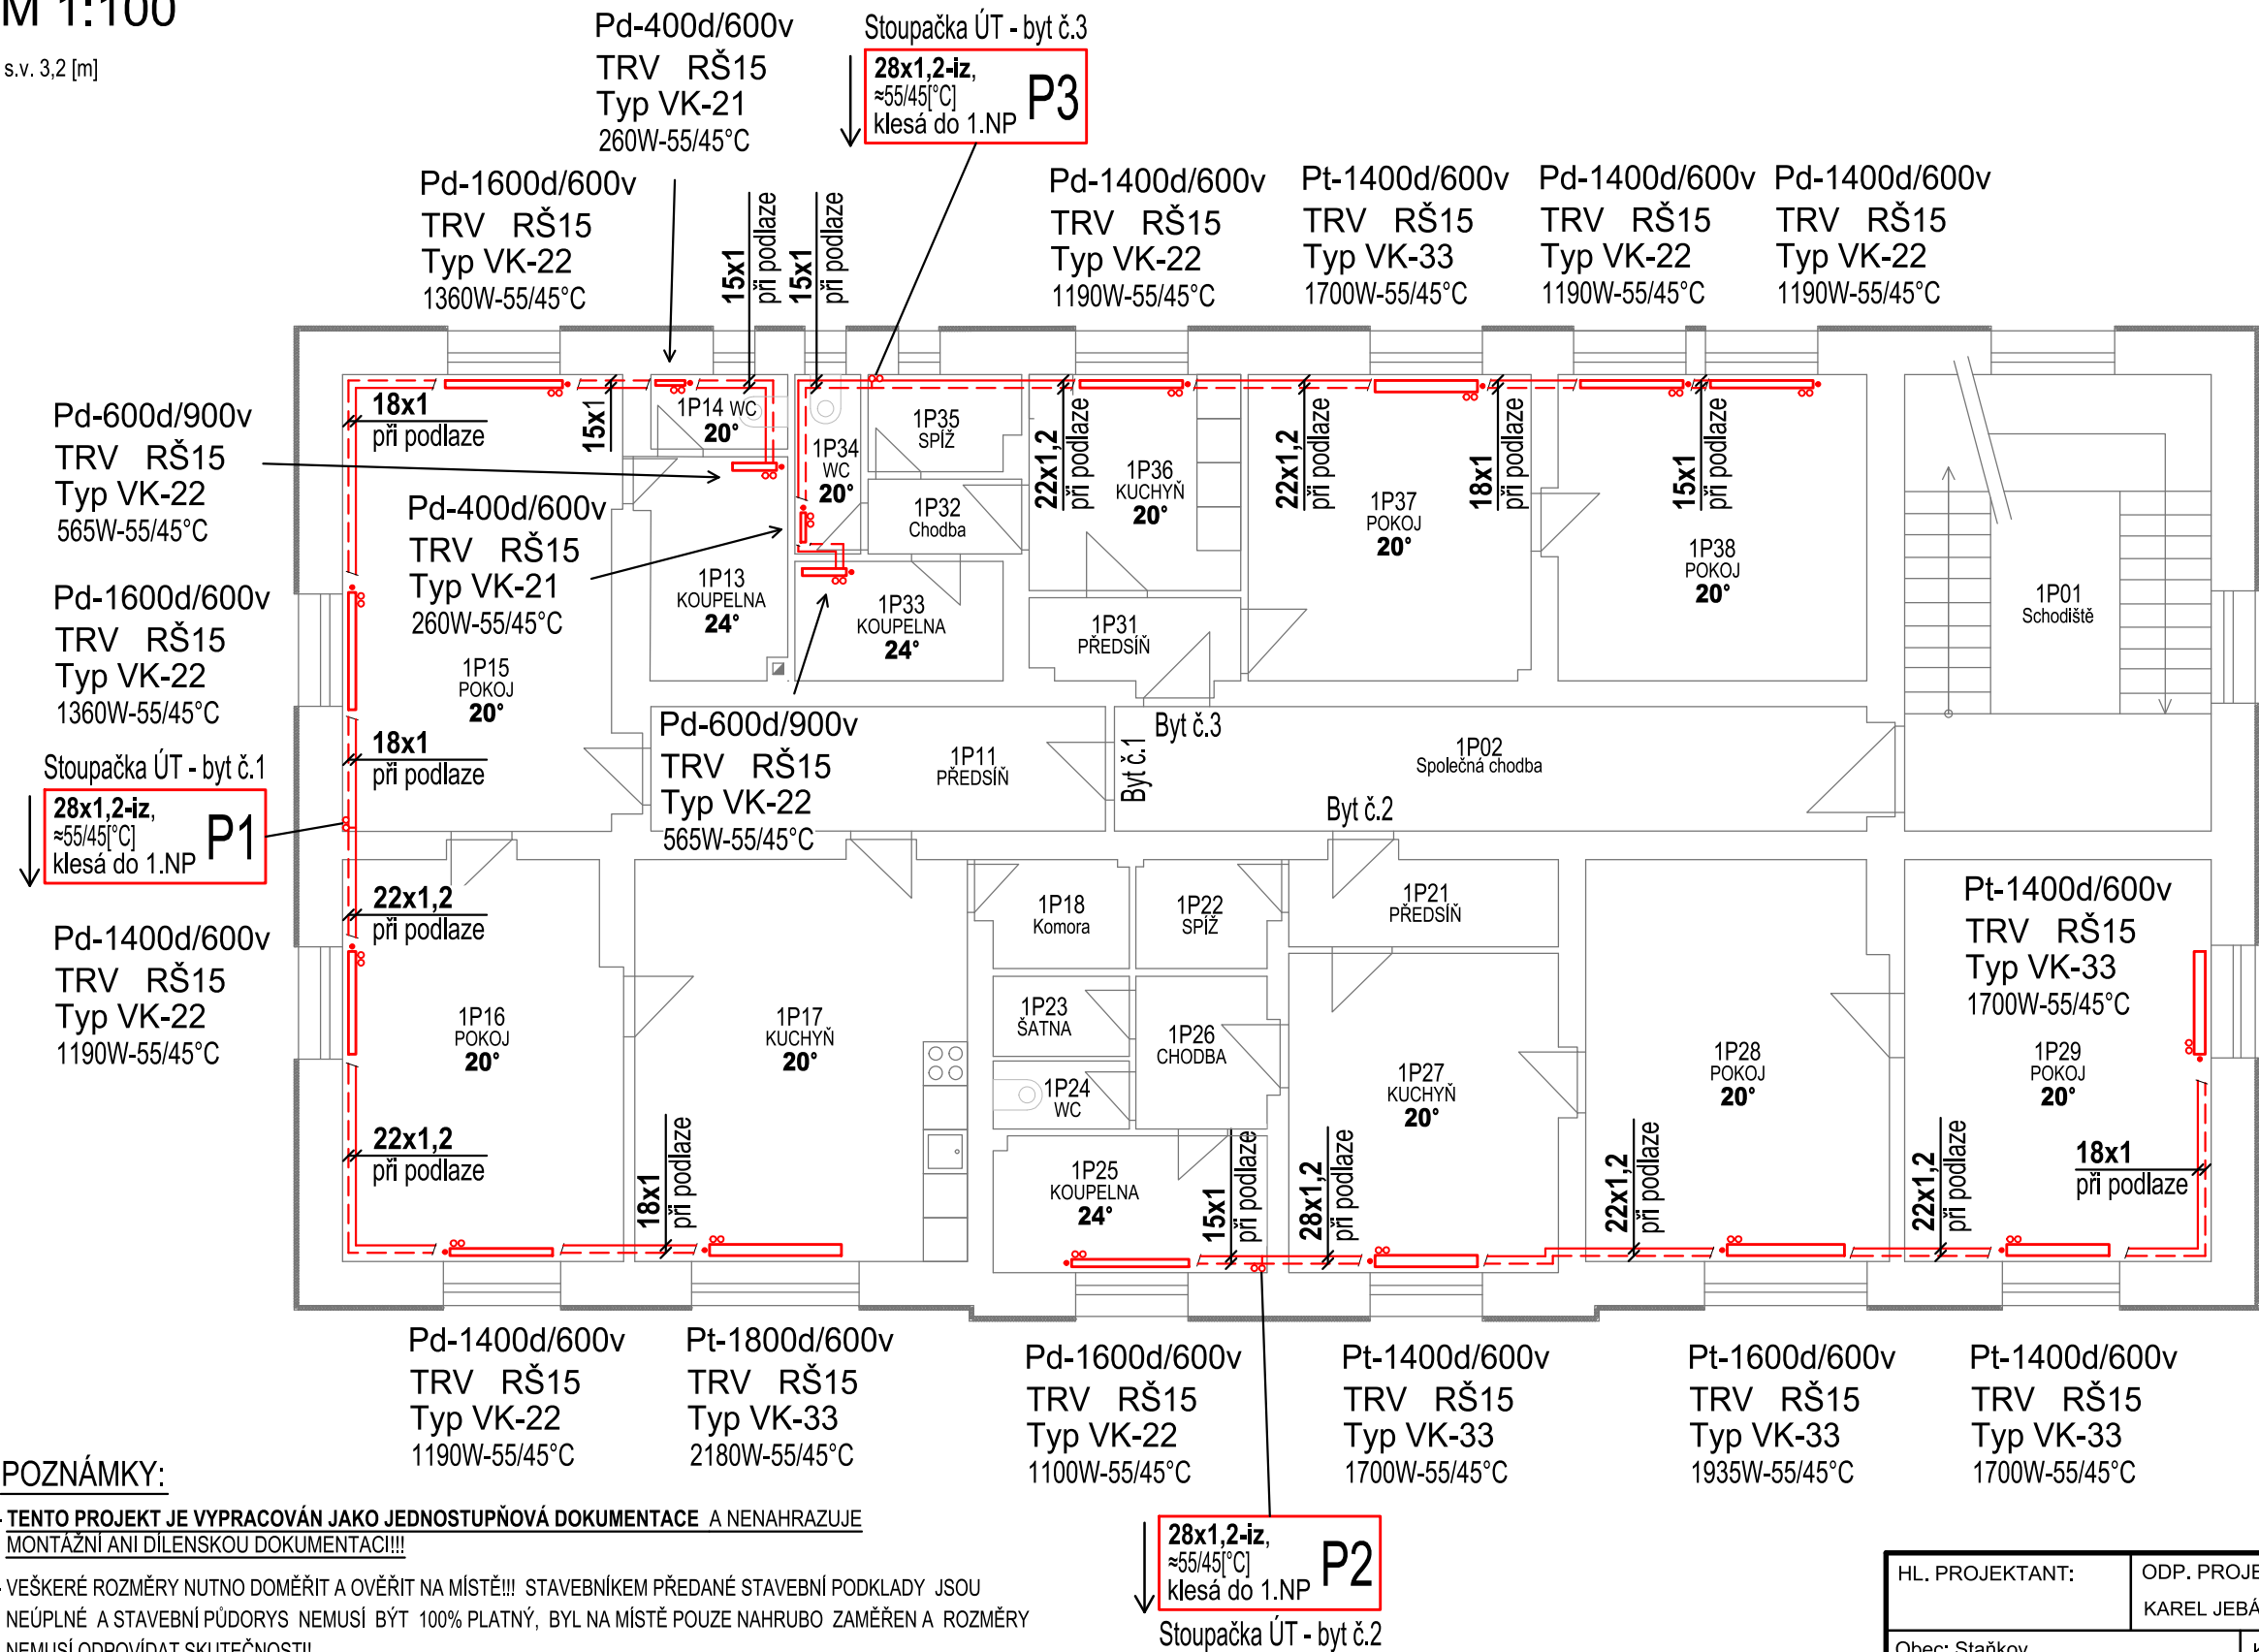 M 1:100
s.v. 3,2 [m]
Pd-400d/600v
TRV RŠ15
Typ VK-21
260W-55/45°C
Stoupačka ÚT - byt č.3
28x1,2-iz,
≈55/45[°C]
klesá do 1.NP
P3
Pd-1600d/600v
TRV RŠ15
Typ VK-22
1360W-55/45°C
15x1
při podlaze
15x1
při podlaze
Pd-1400d/600v
TRV RŠ15
Typ VK-22
1190W-55/45°C
Pt-1400d/600v
TRV RŠ15
Typ VK-33
1700W-55/45°C
Pd-1400d/600v
TRV RŠ15
Typ VK-22
1190W-55/45°C
Pd-1400d/600v
TRV RŠ15
Typ VK-22
1190W-55/45°C
Pd-600d/900v
TRV RŠ15
Typ VK-22
565W-55/45°C
18x1
při podlaze
15x1
1P14 WC
20°
1P34
WC
20°
1P35
SPÍŽ
1P32
Chodba
22x1,2
při podlaze
1P36
KUCHYŇ
20°
22x1,2
při podlaze
1P37
POKOJ
20°
18x1
při podlaze
15x1
při podlaze
1P38
POKOJ
20°
1P01
Schodiště
Pd-400d/600v
TRV RŠ15
Typ VK-21
260W-55/45°C
1P13
KOUPELNA
24°
1P33
KOUPELNA
24°
1P31
PŘEDSÍŇ
Pd-1600d/600v
TRV RŠ15
Typ VK-22
1360W-55/45°C
1P15
POKOJ
20°
18x1
při podlaze
Stoupačka ÚT - byt č.1
28x1,2-iz,
≈55/45[°C]
klesá do 1.NP
P1
Pd-600d/900v
TRV RŠ15
Typ VK-22
565W-55/45°C
1P11
PŘEDSÍŇ
Byt č.1
Byt č.3
1P02
Společná chodba
Byt č.2
22x1,2
při podlaze
Pd-1400d/600v
TRV RŠ15
Typ VK-22
1190W-55/45°C
1P16
POKOJ
20°
1P17
KUCHYŇ
20°
1P18
Komora
1P22
SPÍŽ
1P21
PŘEDSÍŇ
1P23
ŠATNA
1P26
CHODBA
1P24
WC
1P27
KUCHYŇ
20°
1P28
POKOJ
20°
Pt-1400d/600v
TRV RŠ15
Typ VK-33
1700W-55/45°C
1P29
POKOJ
20°
22x1,2
při podlaze
18x1
při podlaze
1P25
KOUPELNA
24°
15x1
při podlaze
28x1,2
při podlaze
22x1,2
při podlaze
22x1,2
při podlaze
18x1
při podlaze
Pd-1400d/600v
TRV RŠ15
Typ VK-22
1190W-55/45°C
Pt-1800d/600v
TRV RŠ15
Typ VK-33
2180W-55/45°C
Pd-1600d/600v
TRV RŠ15
Typ VK-22
1100W-55/45°C
Pt-1400d/600v
TRV RŠ15
Typ VK-33
1700W-55/45°C
Pt-1600d/600v
TRV RŠ15
Typ VK-33
1935W-55/45°C
Pt-1400d/600v
TRV RŠ15
Typ VK-33
1700W-55/45°C
28x1,2-iz,
≈55/45[°C]
klesá do 1.NP
P2
Stoupačka ÚT - byt č.2
POZNÁMKY:
- TENTO PROJEKT JE VYPRACOVÁN JAKO JEDNOSTUPŇOVÁ DOKUMENTACE A NENAHRAZUJE
MONTÁŽNÍ ANI DÍLENSKOU DOKUMENTACI!!!
- VEŠKERÉ ROZMĚRY NUTNO DOMĚŘIT A OVĚŘIT NA MÍSTĚ!!! STAVEBNÍKEM PŘEDANÉ STAVEBNÍ PODKLADY JSOU
NEÚPLNÉ A STAVEBNÍ PŮDORYS NEMUSÍ BÝT 100% PLATNÝ, BYL NA MÍSTĚ POUZE NAHRUBO ZAMĚŘEN A ROZMĚRY
NEMUSÍ ODPOVÍDAT SKUTEČNOSTI!
HL. PROJEKTANT:
ODP. PROJE
KAREL JEBÁ
Obec: Staňkov